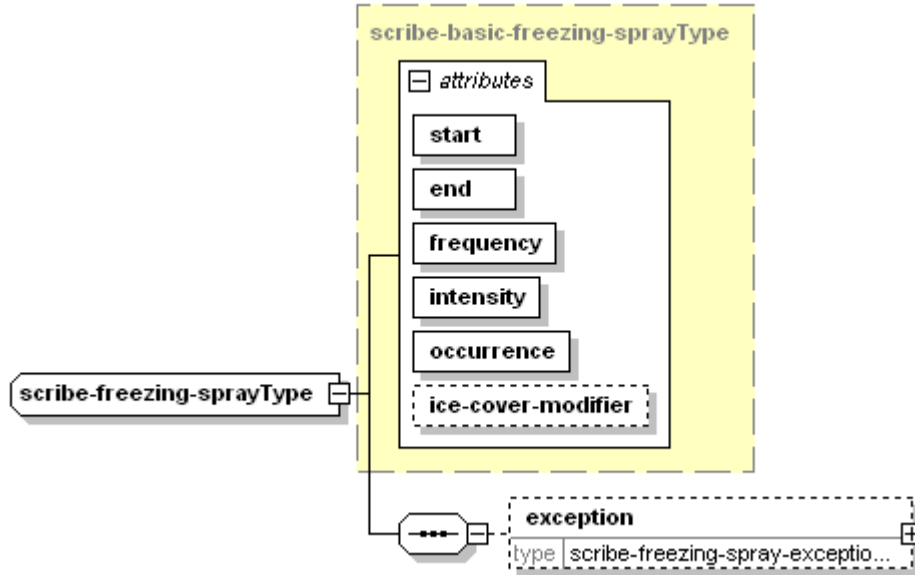 scribe-basic-freezing-sprayType
attributes
start
end
frequency
intensity
occurrence
ice-cover-modifier
scribe-freezing-sprayType
exception
type scribe-freezing-spray-exceptio...